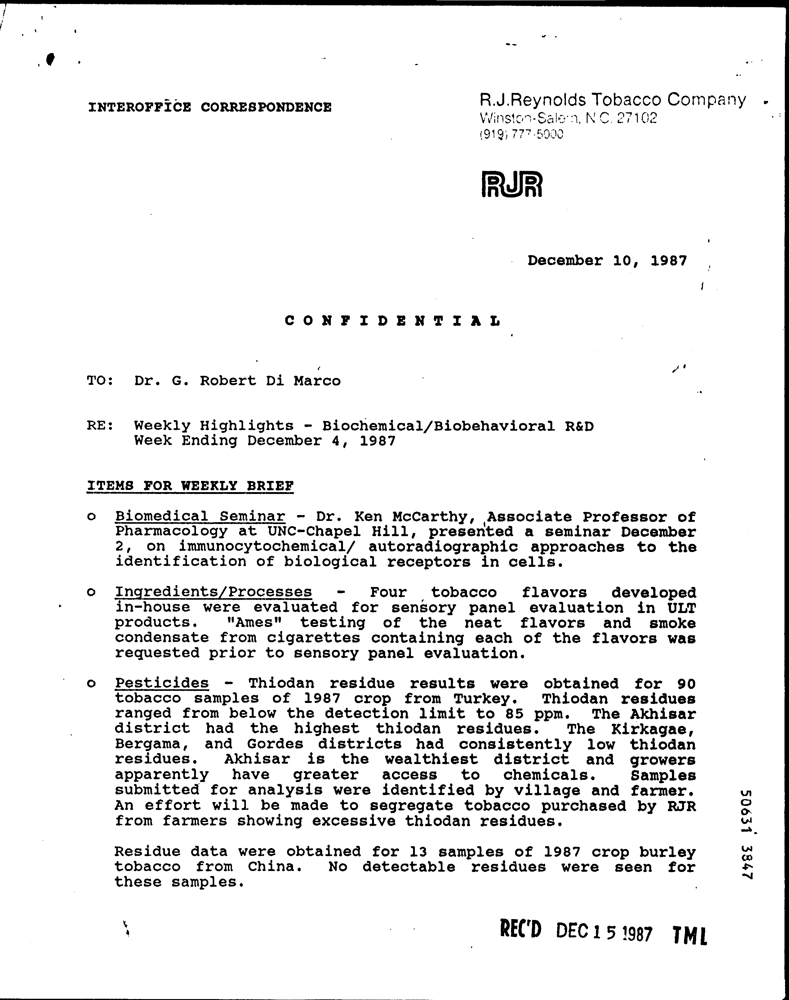 INTEROFFICE CORRESPONDENCE
R.J.Reynolds Tobacco Company
Winston-Salem, N.C. 27102
(919) 777-5000
RJR
December 10, 1987
CONFIDENTIAL
TO: Dr. G. Robert Di Marco
RE: Weekly Highlights - Biochemical/Biobehavioral R&D
Week Ending December 4, 1987
ITEMS FOR WEEKLY BRIEF
o Biomedical Seminar - Dr. Ken McCarthy, Associate Professor of
Pharmacology at UNC-Chapel Hill, presented a seminar December
2, on immunocytochemical/ autoradiographic approaches to the
identification of biological receptors in cells.
o Ingredients/Processes - Four tobacco flavors developed
in-house were evaluated for sensory panel evaluation in ULT
products. "Ames" testing of the neat flavors and smoke
condensate from cigarettes containing each of the flavors was
requested prior to sensory panel evaluation.
o Pesticides - Thiodan residue results were obtained for 90
tobacco samples of 1987 crop from Turkey. Thiodan residues
ranged from below the detection limit to 85 ppm. The Akhisar
district had the highest thiodan residues. The Kirkagae,
Bergama, and Gordes districts had consistently low thiodan
residues. Akhisar is the wealthiest district and growers
apparently have greater access to chemicals. Samples
submitted for analysis were identified by village and farmer.
An effort will be made to segregate tobacco purchased by RJR
from farmers showing excessive thiodan residues.
Residue data were obtained for 13 samples of 1987 crop burley
tobacco from China. No detectable residues were seen for
these samples.
50631 3847
REC'D DEC 15 1987 TML